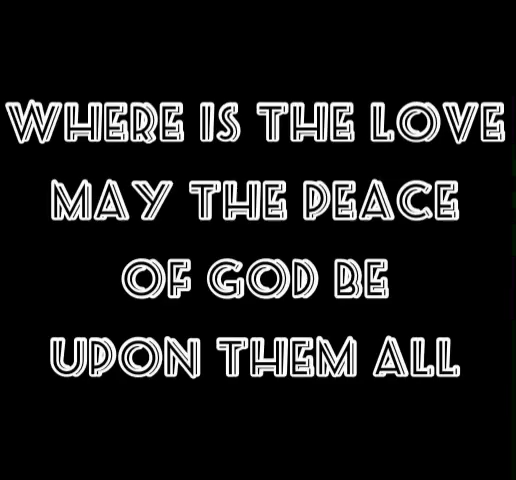 WHERE IS THE LOVE
MAY THE PEACE
OF GOD BE
UPON THEM ALL